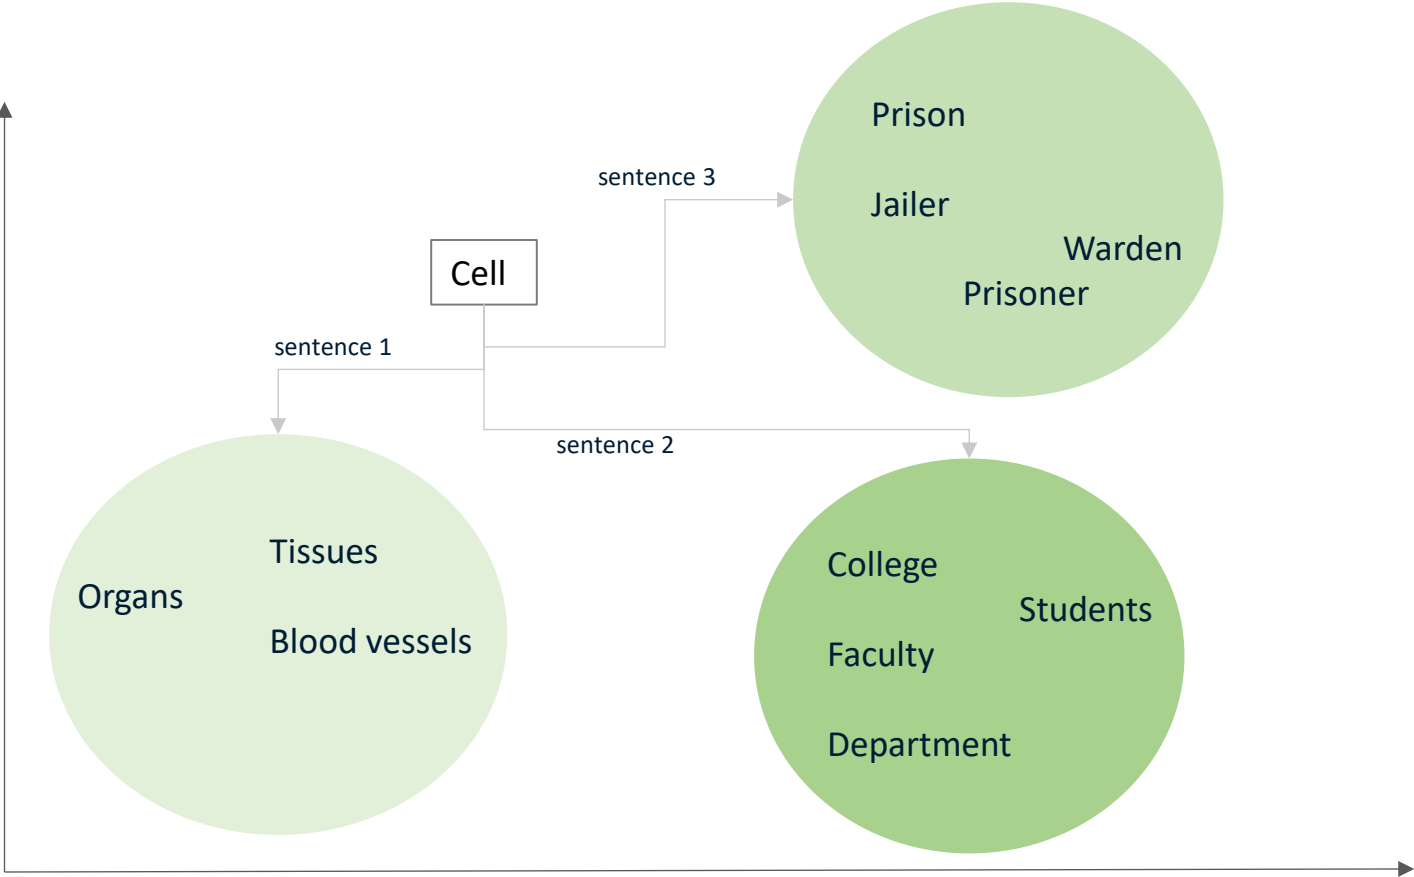 Prison
sentence 3
Jailer
Warden
Cell
Prisoner
sentence 1
sentence 2
Tissues
Organs
Blood vessels
College
Students
Faculty
Department